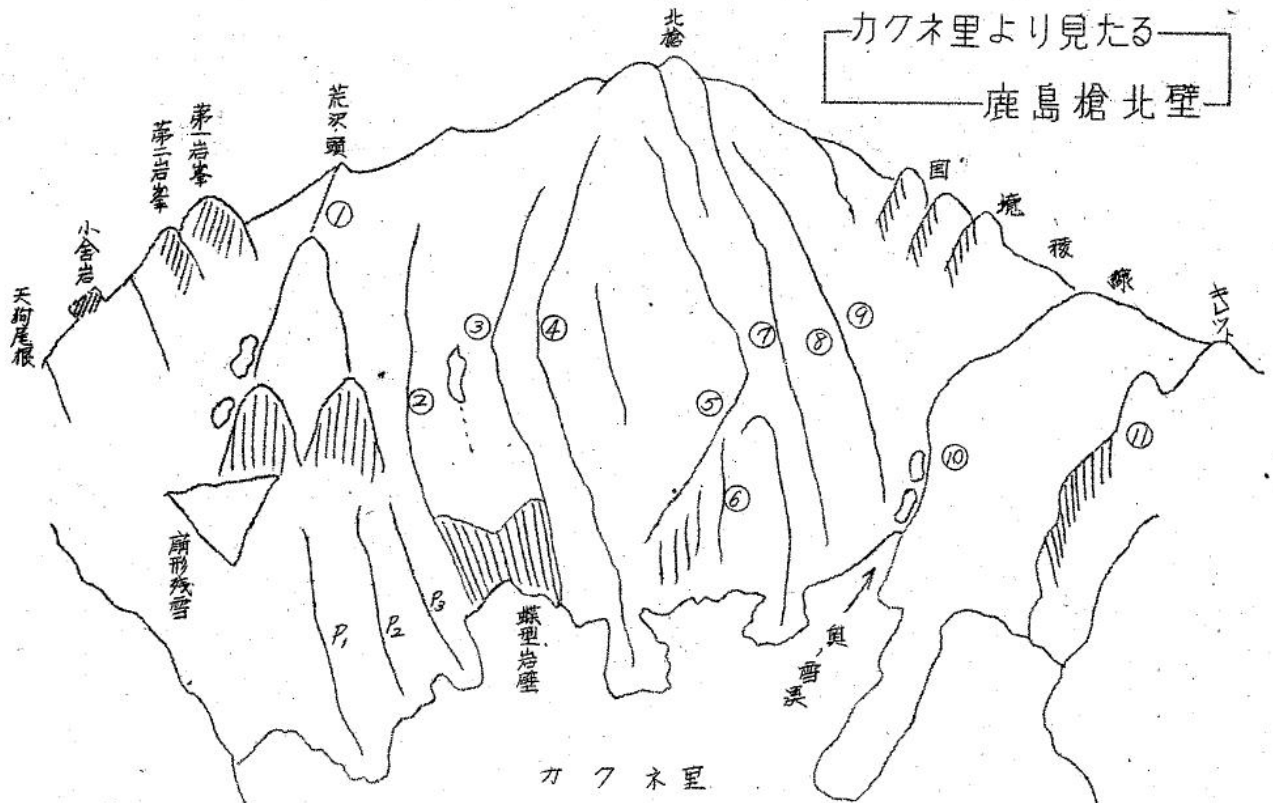 カクネ里より見たる
鹿島槍北壁
北槍
荒沢頭
第一岩峯
第二岩峯
小舎岩
天狗尾根
国境稜線
キレット
①
②
③
④
⑤
⑥
⑦
⑧
⑨
⑩
⑪
扇形残雪
P1
P2
P3
蝶型岩壁
奥ノ雪渓
カクネ里